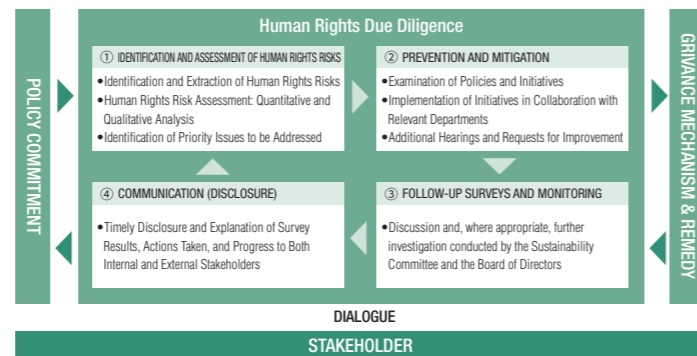 Human Rights Due Diligence
POLICY COMMITMENT
① IDENTIFICATION AND ASSESSMENT OF HUMAN RIGHTS RISKS
•Identification and Extraction of Human Rights Risks
•Human Rights Risk Assessment: Quantitative and
Qualitative Analysis
•Identification of Priority Issues to be Addressed
② PREVENTION AND MITIGATION
•Examination of Policies and Initiatives
•Implementation of Initiatives in Collaboration with
Relevant Departments
•Additional Hearings and Requests for Improvement
③ FOLLOW-UP SURVEYS AND MONITORING
•Discussion and, where appropriate, further
investigation conducted by the Sustainability
Committee and the Board of Directors
④ COMMUNICATION (DISCLOSURE)
•Timely Disclosure and Explanation of Survey
Results, Actions Taken, and Progress to Both
Internal and External Stakeholders
GRIVANCE MECHANISM & REMEDY
DIALOGUE
STAKEHOLDER